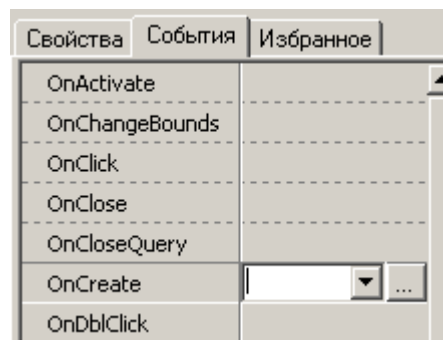 Свойства События Избранное
OnActivate
OnChangeBounds
OnClick
OnClose
OnCloseQuery
OnCreate ...
OnDblClick